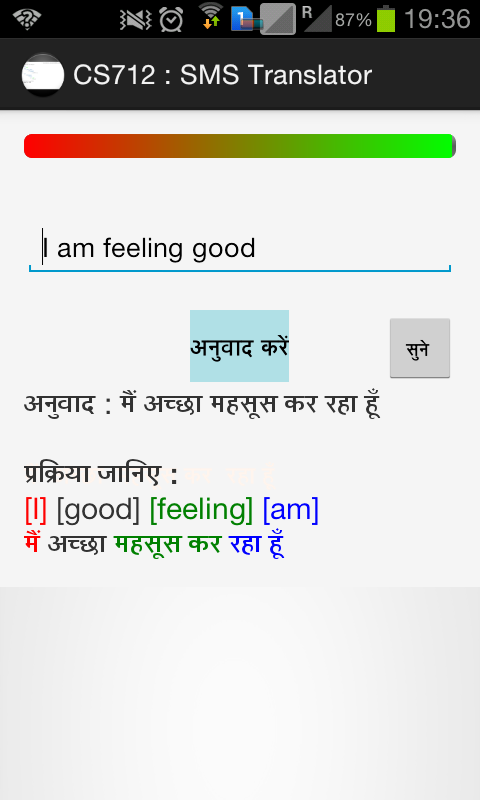 R 87% 19:36
CS712 : SMS Translator
I am feeling good
अनुवाद करें
सुने
अनुवाद : मैं अच्छा महसूस कर रहा हूँ
प्रक्रिया जानिए :
[I] [good] [feeling] [am]
मैं अच्छा महसूस कर रहा हूँ